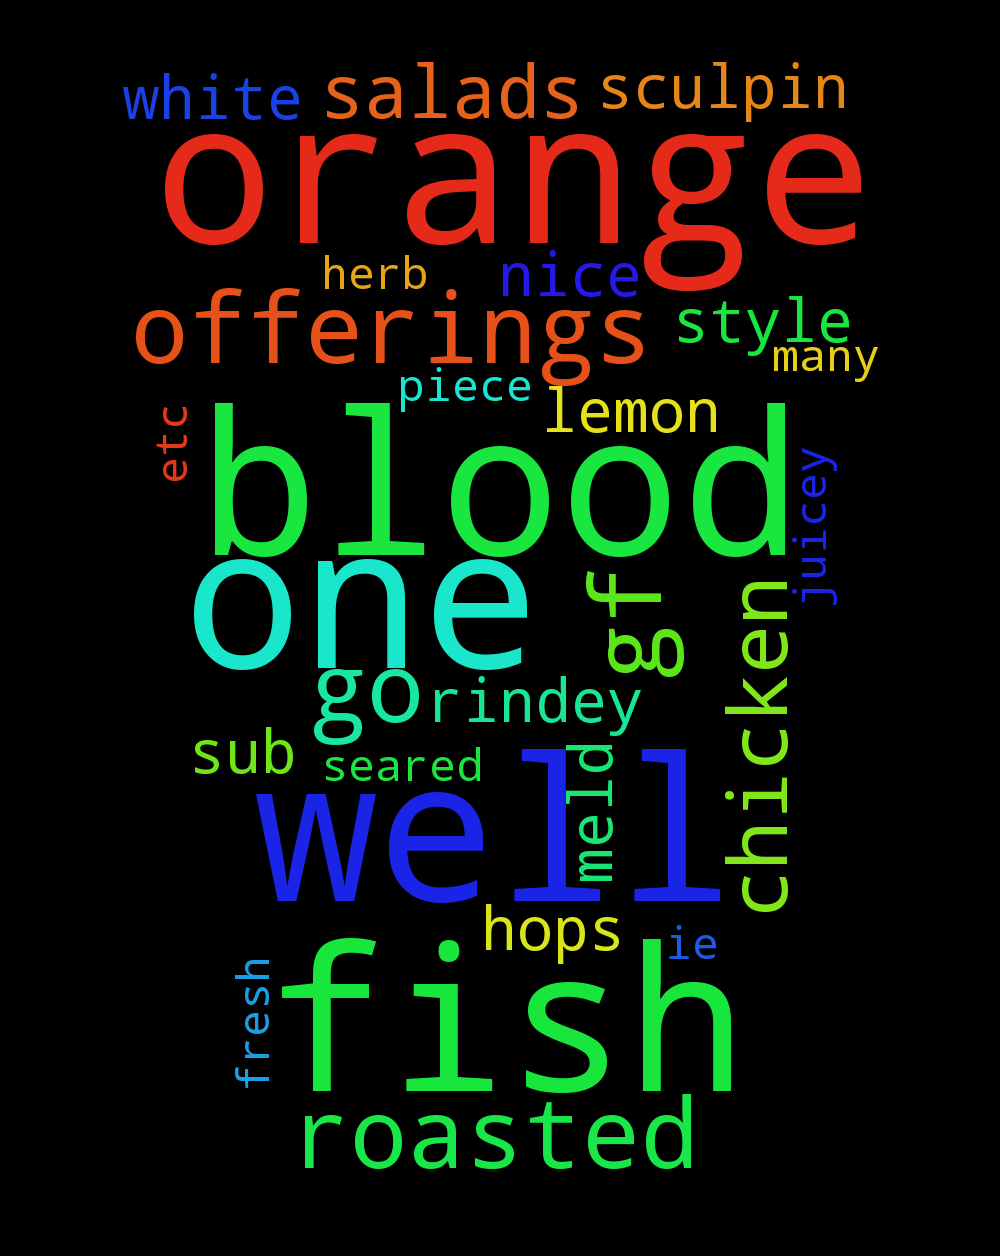 white salads sculpin
orange
herb nice
offerings style
many
piece
lemon
etc
blood
juicey
one
gf
chicken
go rindey
sub
seared
meld
well
hops
ie
fresh
fish
roasted